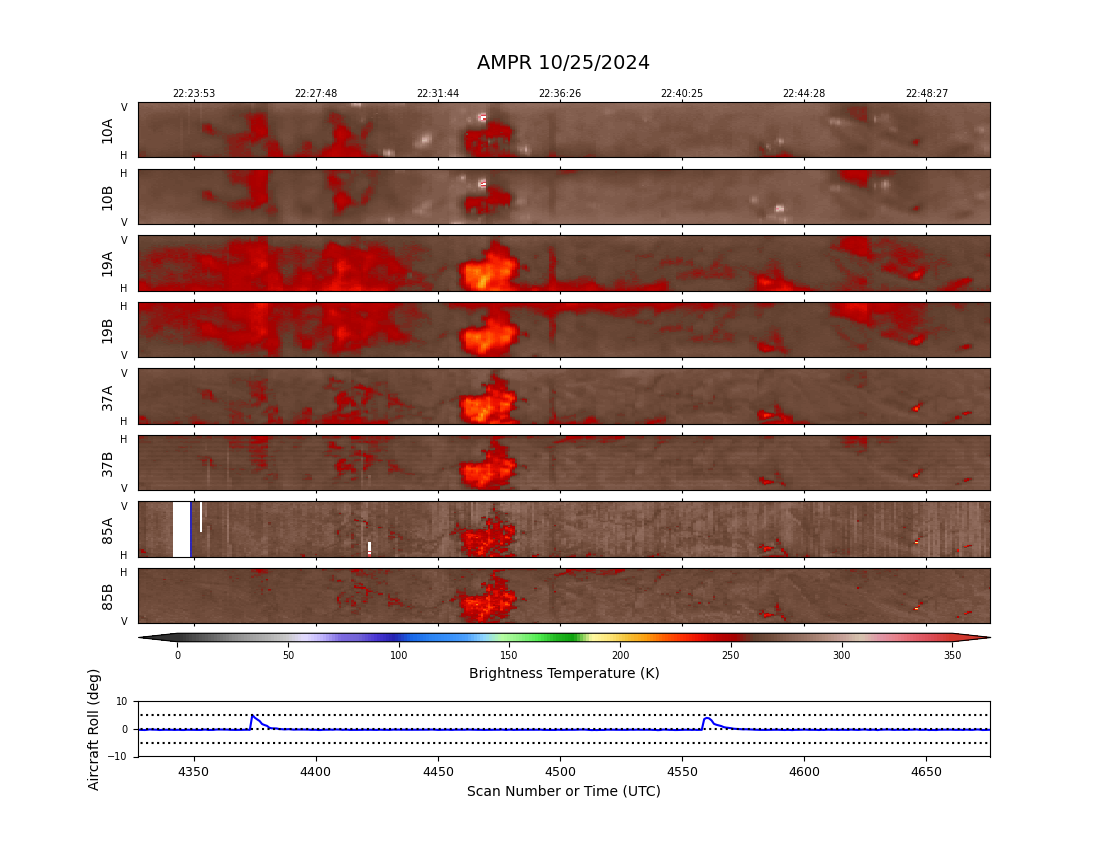 AMPR 10/25/2024
22:23:53 22:27:48 22:31:44 22:36:26 22:40:25 22:44:28 22:48:27
V
10A
H
H
10B
V
V
19A
H
H
19B
V
V
37A
H
H
37B
V
V
85A
H
H
85B
V
0 50 100 150 200 250 300 350
Brightness Temperature (K)
Aircraft Roll (deg)
10
0
−10
4350 4400 4450 4500 4550 4600 4650
Scan Number or Time (UTC)